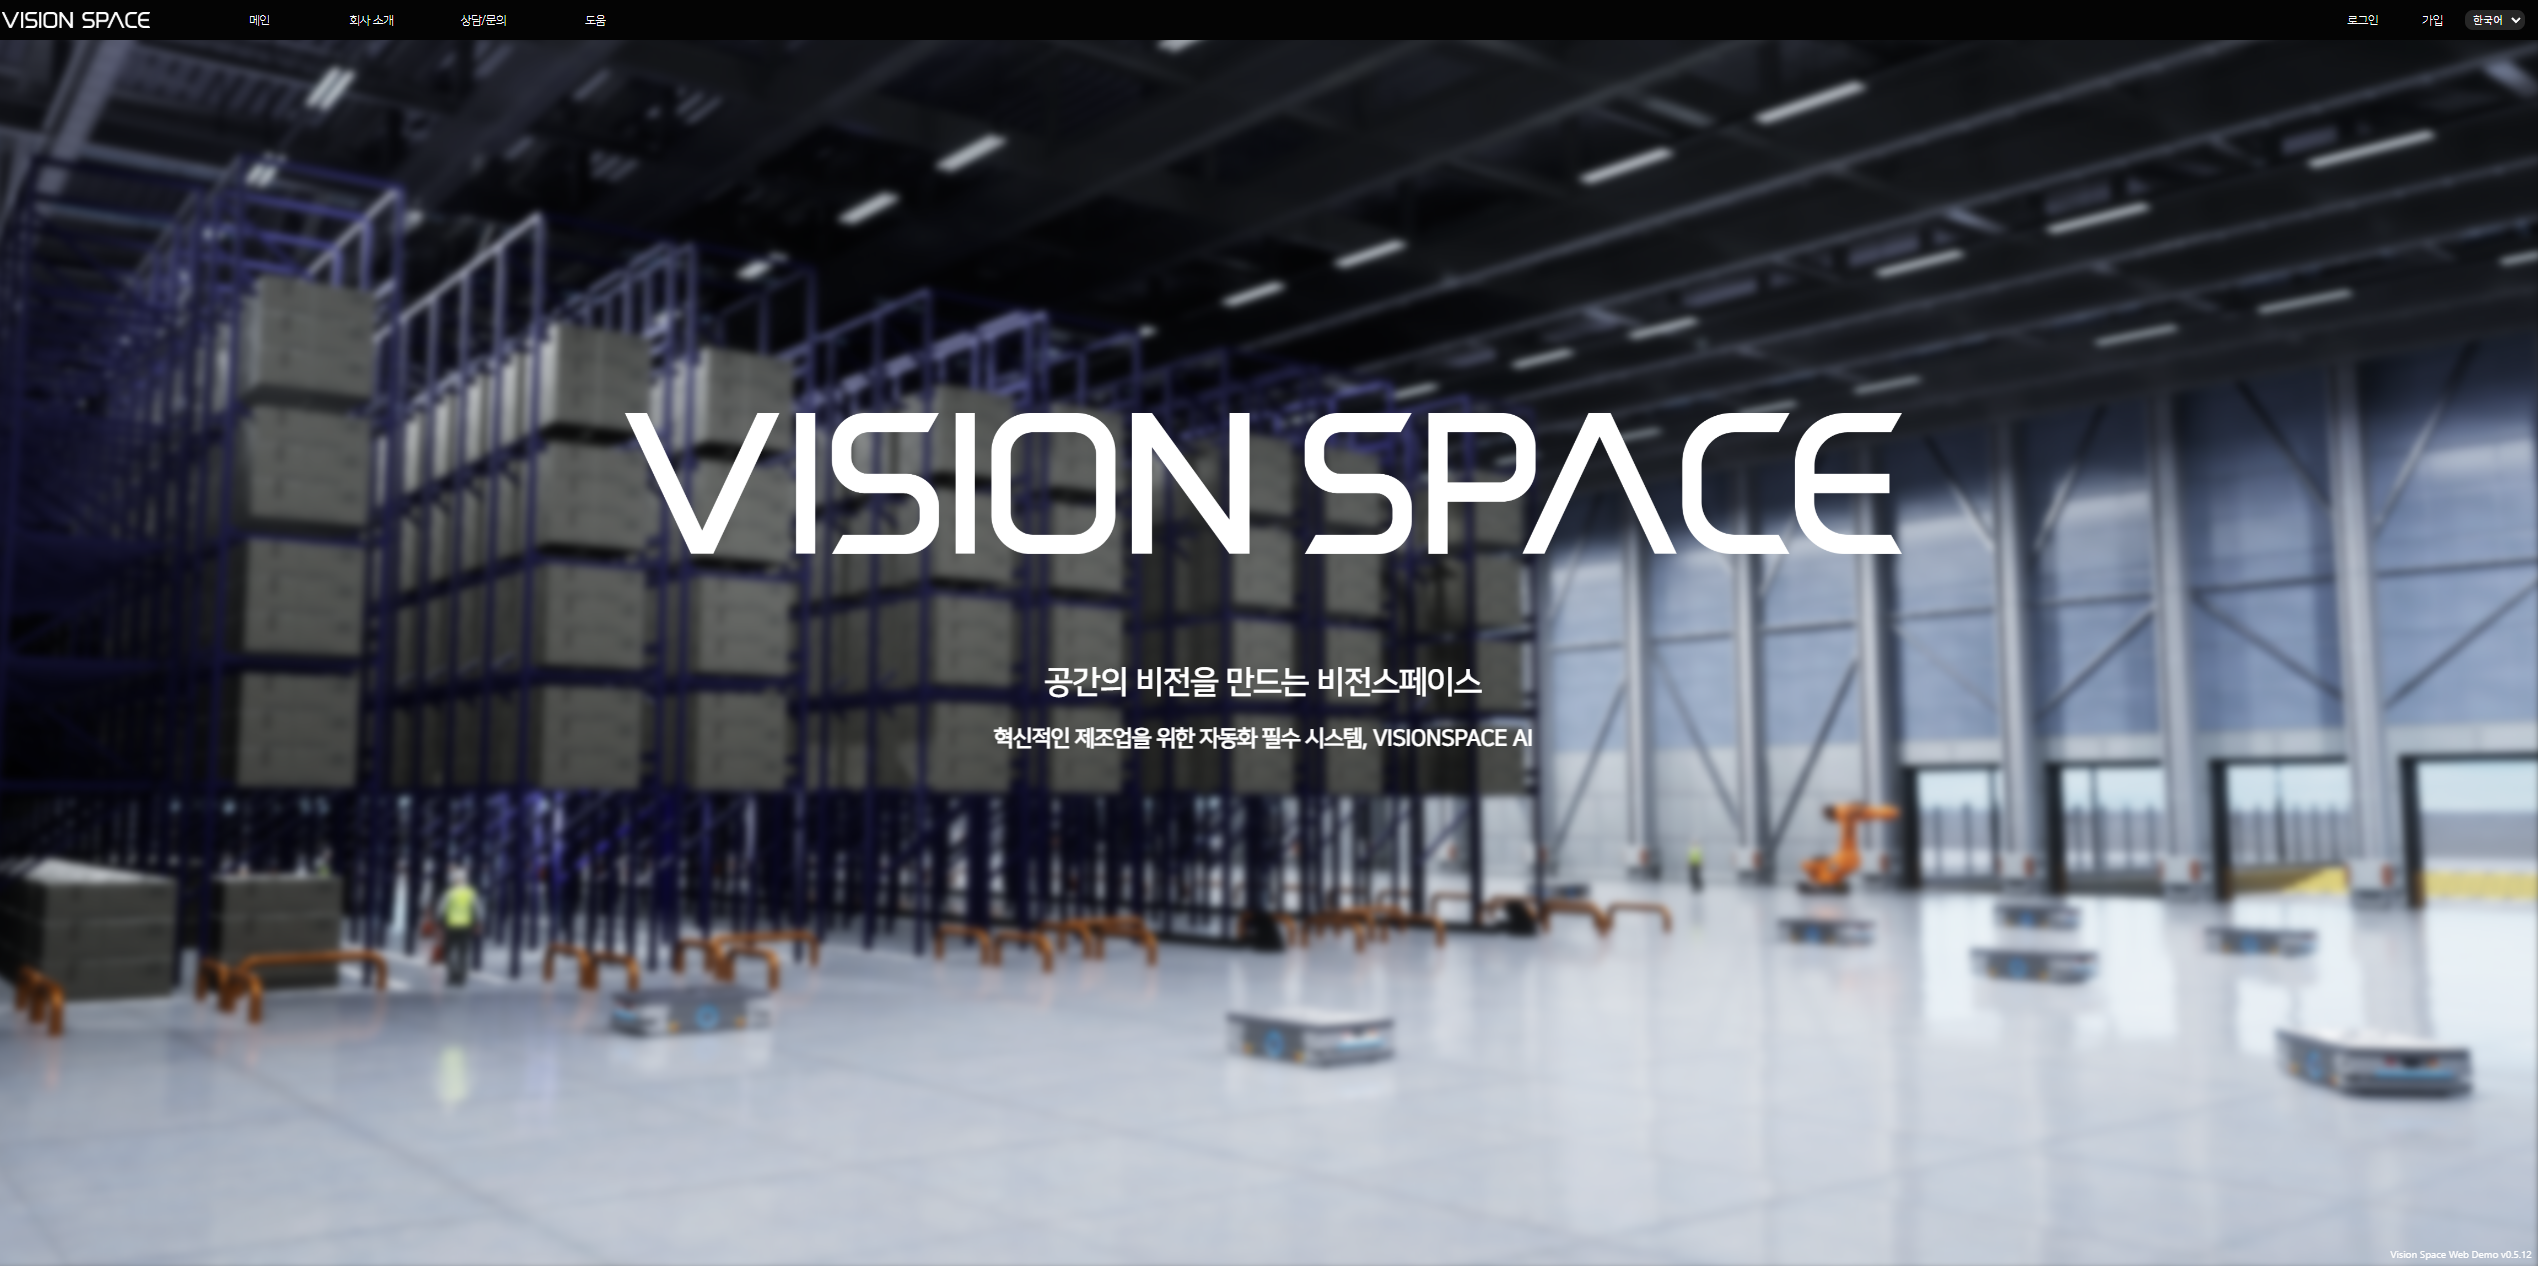 VISION SPACE
메인
회사 소개
상담/문의
도움
로그인
가입
한국어
VISION SPACE
공간의 비전을 만드는 비전스페이스
혁신적인 제조업을 위한 자동화 필수 시스템, VISIONSPACE AI
Vision Space Web Demo v0.5.12